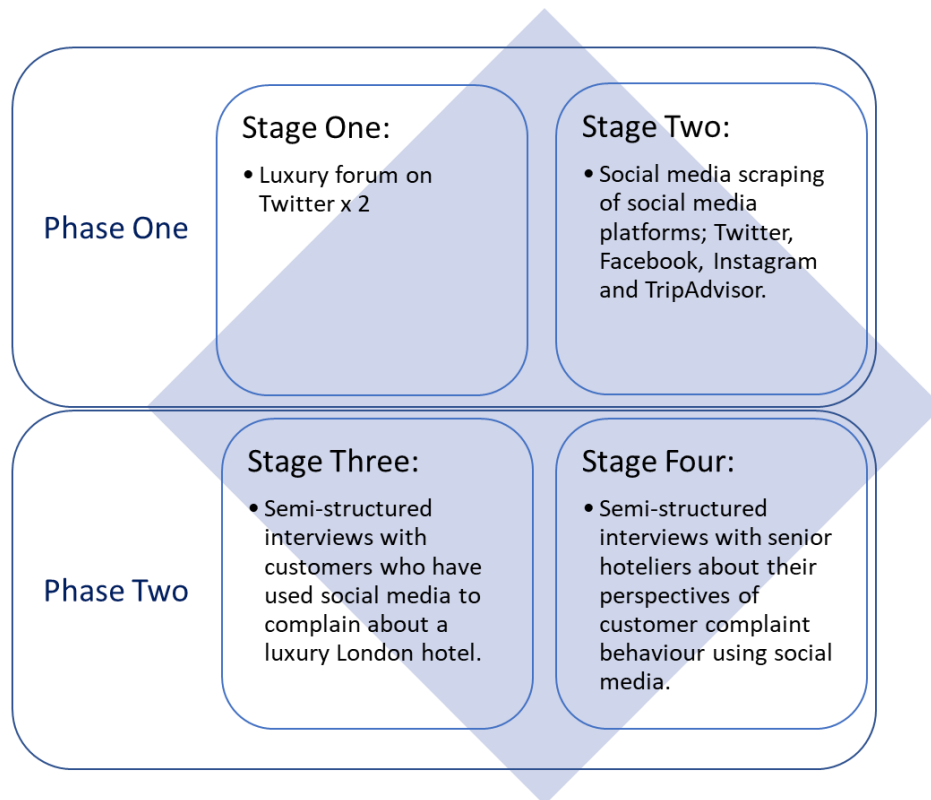 Phase One
Stage One:
• Luxury forum on
Twitter x 2
Stage Two:
• Social media scraping
of social media
platforms; Twitter,
Facebook, Instagram
and TripAdvisor.
Phase Two
Stage Three:
• Semi-structured
interviews with
customers who have
used social media to
complain about a
luxury London hotel.
Stage Four:
• Semi-structured
interviews with senior
hoteliers about their
perspectives of
customer complaint
behaviour using social
media.